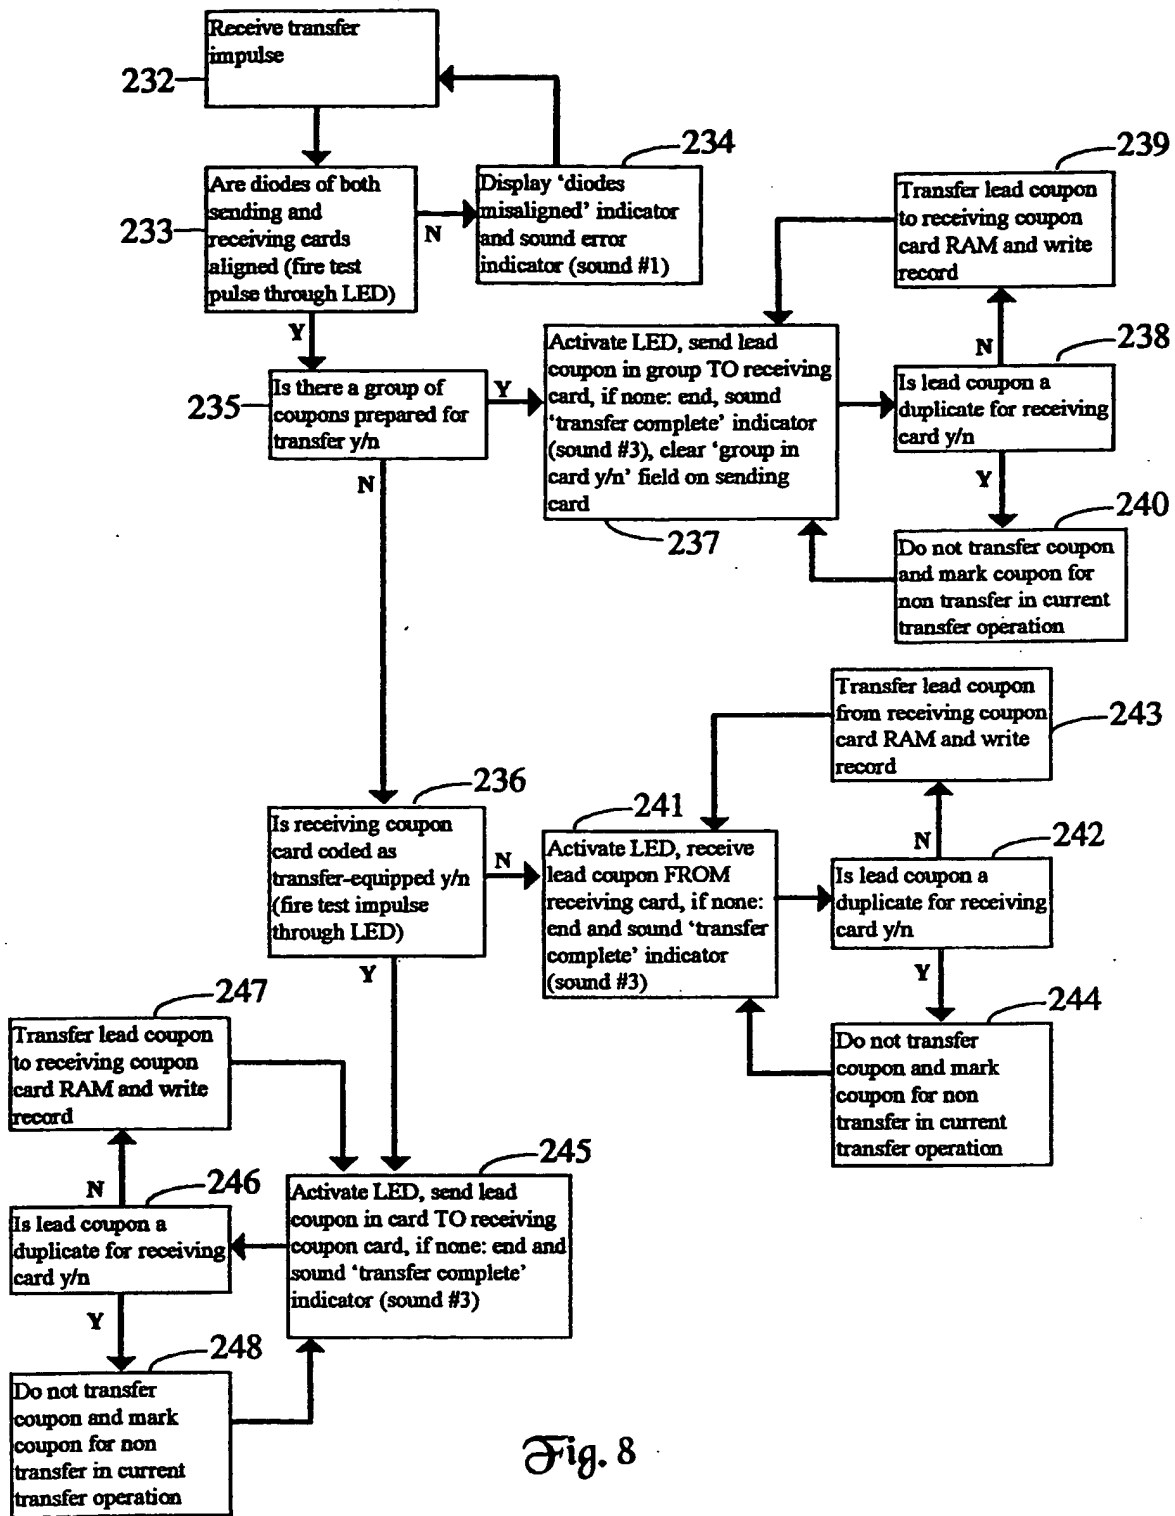 Receive transfer
impulse
232
234
Are diodes of both
sending and
receiving cards
aligned (fire test
pulse through LED)
233
N
Display ‘diodes
misaligned’ indicator
and sound error
indicator (sound #1)
239
Transfer lead coupon
to receiving coupon
card RAM and write
record
Y
Is there a group of
coupons prepared for
transfer y/n
235
Y
N
Activate LED, send lead
coupon in group TO receiving
card, if none: end, sound
‘transfer complete’ indicator
(sound #3), clear ‘group in
card y/n’ field on sending
card
237
N
238
Is lead coupon a
duplicate for receiving
card y/n
Y
240
Do not transfer coupon
and mark coupon for
non transfer in current
transfer operation
Transfer lead coupon
from receiving coupon
card RAM and write
record
243
236
Is receiving coupon
card coded as
transfer-equipped y/n
(fire test impulse
through LED)
N
Y
241
Activate LED, receive
lead coupon FROM
receiving card, if none:
end and sound ‘transfer
complete’ indicator
(sound #3)
N
242
Is lead coupon a
duplicate for receiving
card y/n
Y
244
Do not transfer
coupon and mark
coupon for non
transfer in current
transfer operation
247
Transfer lead coupon
to receiving coupon
card RAM and write
record
N
246
Is lead coupon a
duplicate for receiving
card y/n
Y
245
Activate LED, send lead
coupon in card TO receiving
coupon card, if none: end and
sound ‘transfer complete’
indicator (sound #3)
248
Do not transfer
coupon and mark
coupon for non
transfer in current
transfer operation
Fig. 8